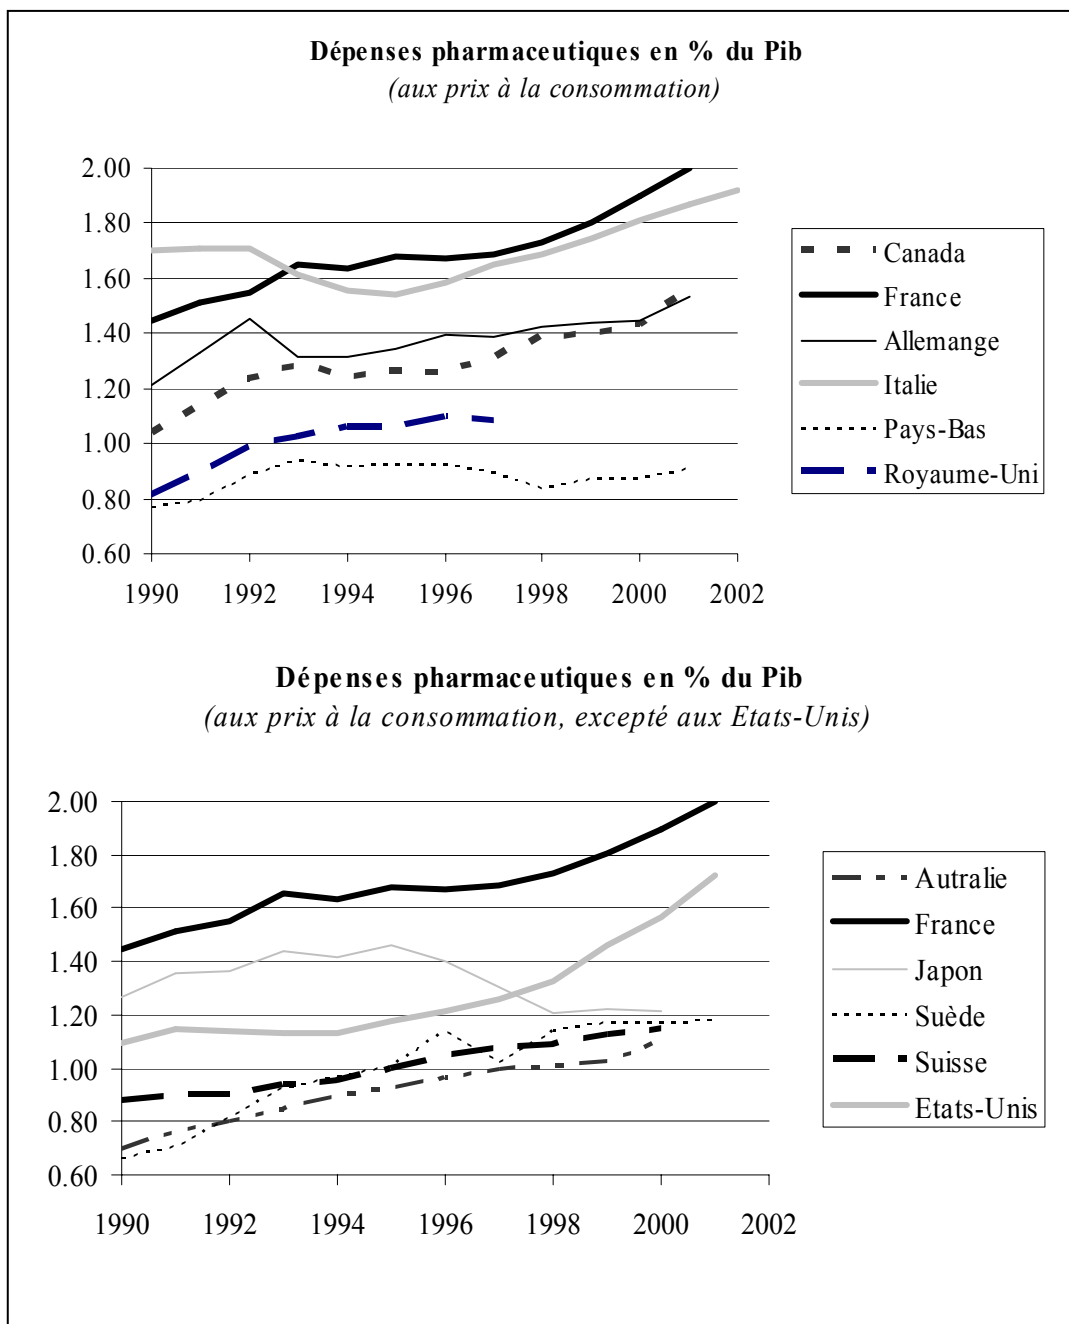 Dépenses pharmaceutiques en % du Pib
(aux prix à la consommation)
2.00
1.80
1.60
1.40
1.20
1.00
0.80
0.60
1990 1992 1994 1996 1998 2000 2002
Canada
France
Allemange
Italie
Pays-Bas
Royaume-Uni
Dépenses pharmaceutiques en % du Pib
(aux prix à la consommation, excepté aux Etats-Unis)
2.00
1.80
1.60
1.40
1.20
1.00
0.80
0.60
1990 1992 1994 1996 1998 2000 2002
Autralie
France
Japon
Suède
Suisse
Etats-Unis